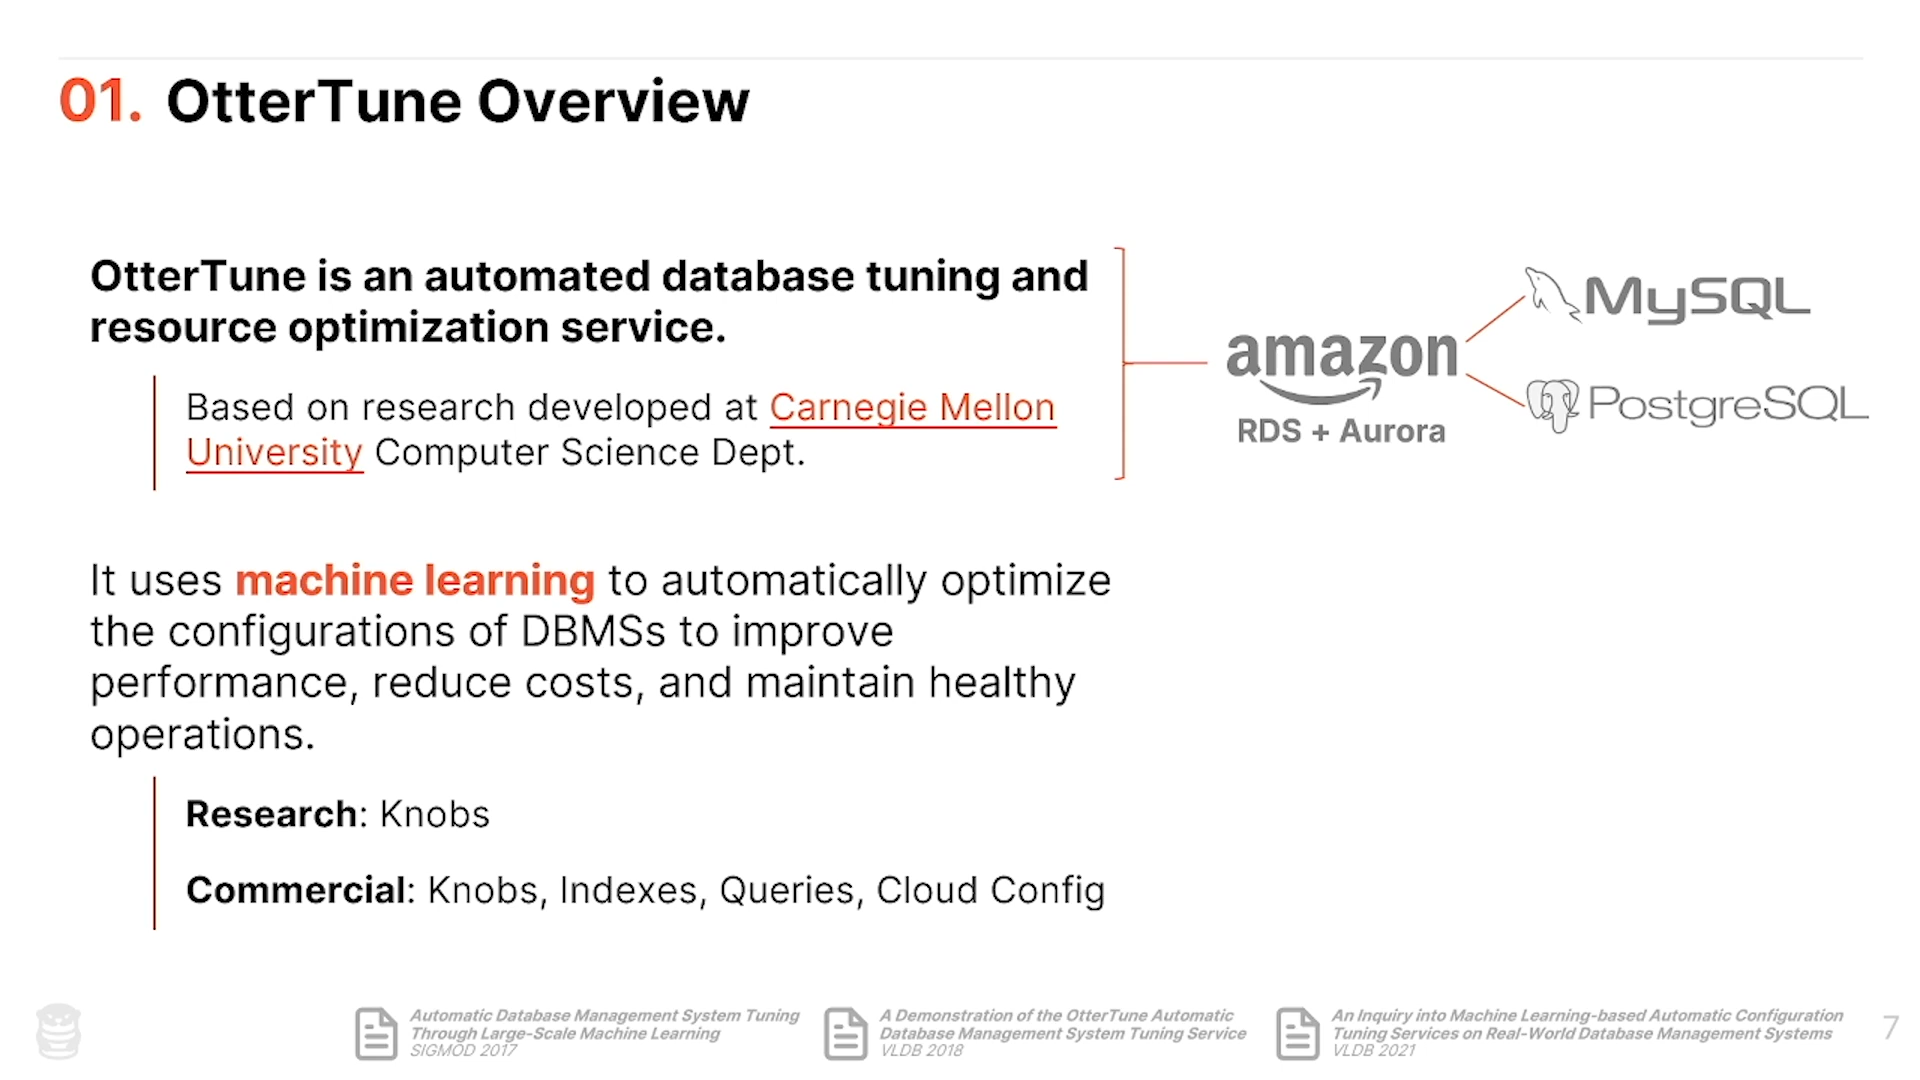 01. OtterTune Overview
OtterTune is an automated database tuning and
resource optimization service.
Based on research developed at Carnegie Mellon
University Computer Science Dept.
amazon
RDS + Aurora
MySQL
PostgreSQL
It uses machine learning to automatically optimize
the configurations of DBMSs to improve
performance, reduce costs, and maintain healthy
operations.
Research: Knobs
Commercial: Knobs, Indexes, Queries, Cloud Config
Automatic Database Management System Tuning
Through Large-Scale Machine Learning
SIGMOD 2017
A Demonstration of the OtterTune Automatic
Database Management System Tuning Service
VLDB 2018
An Inquiry into Machine Learning-based Automatic Configuration
Tuning Services on Real-World Database Management Systems
VLDB 2021
7